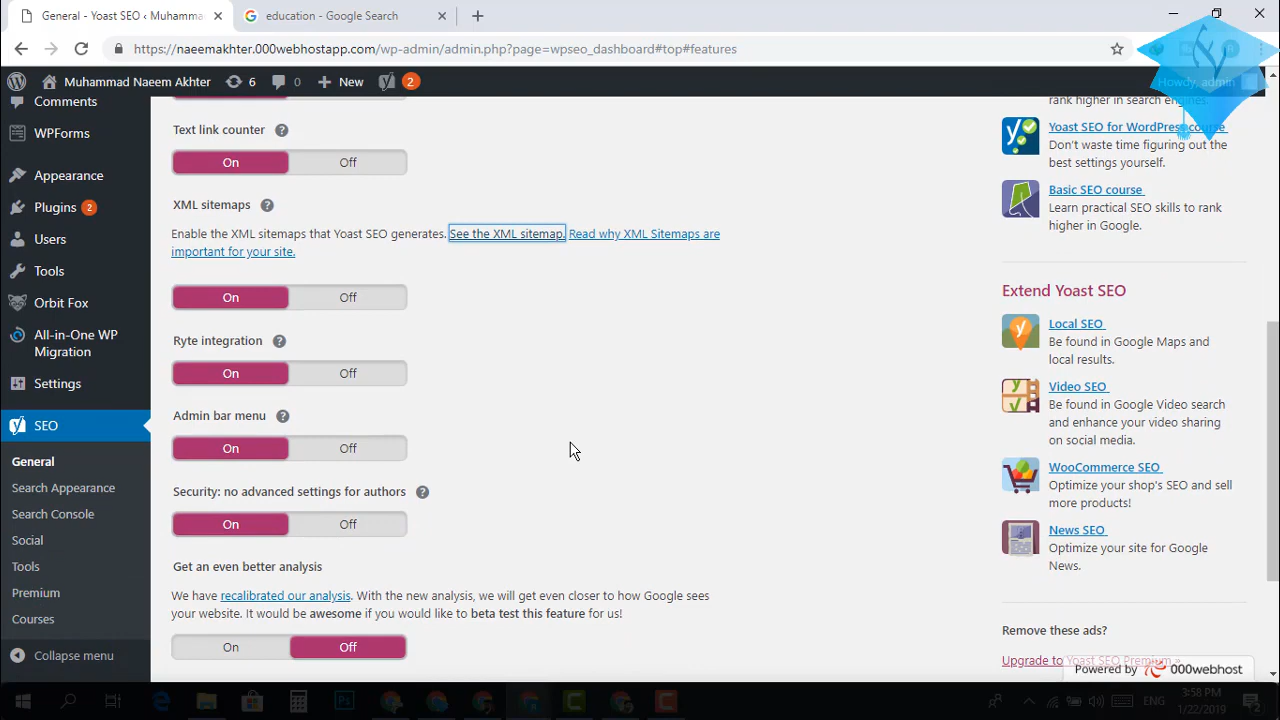 General - Yoast SEO ‹ Muhamma
education - Google Search
https://naeemakhter.000webhostapp.com/wp-admin/admin.php?page=wpseo_dashboard#top#features
Muhammad Naeem Akhter
6
0
New
2
Howdy, admin
Comments
WPForms
Appearance
Plugins 2
Users
Tools
Orbit Fox
All-in-One WP
Migration
Settings
SEO
General
Search Appearance
Search Console
Social
Tools
Premium
Courses
Collapse menu
Text link counter
On Off
XML sitemaps
Enable the XML sitemaps that Yoast SEO generates. See the XML sitemap. Read why XML Sitemaps are
important for your site.
On Off
Ryte integration
On Off
Admin bar menu
On Off
Security: no advanced settings for authors
On Off
Get an even better analysis
We have recalibrated our analysis. With the new analysis, we will get even closer to how Google sees
your website. It would be awesome if you would like to beta test this feature for us!
On Off
rank higher in search engines.
Yoast SEO for WordPress course
Don't waste time figuring out the
best settings yourself.
Basic SEO course
Learn practical SEO skills to rank
higher in Google.
Extend Yoast SEO
Local SEO
Be found in Google Maps and
local results.
Video SEO
Be found in Google Video search
and enhance your video sharing
on social media.
WooCommerce SEO
Optimize your shop's SEO and sell
more products!
News SEO
Optimize your site for Google
News.
Remove these ads?
Upgrade to Yoast SEO Premium »
Powered by 000webhost
ENG
3:58 PM
1/22/2019
2